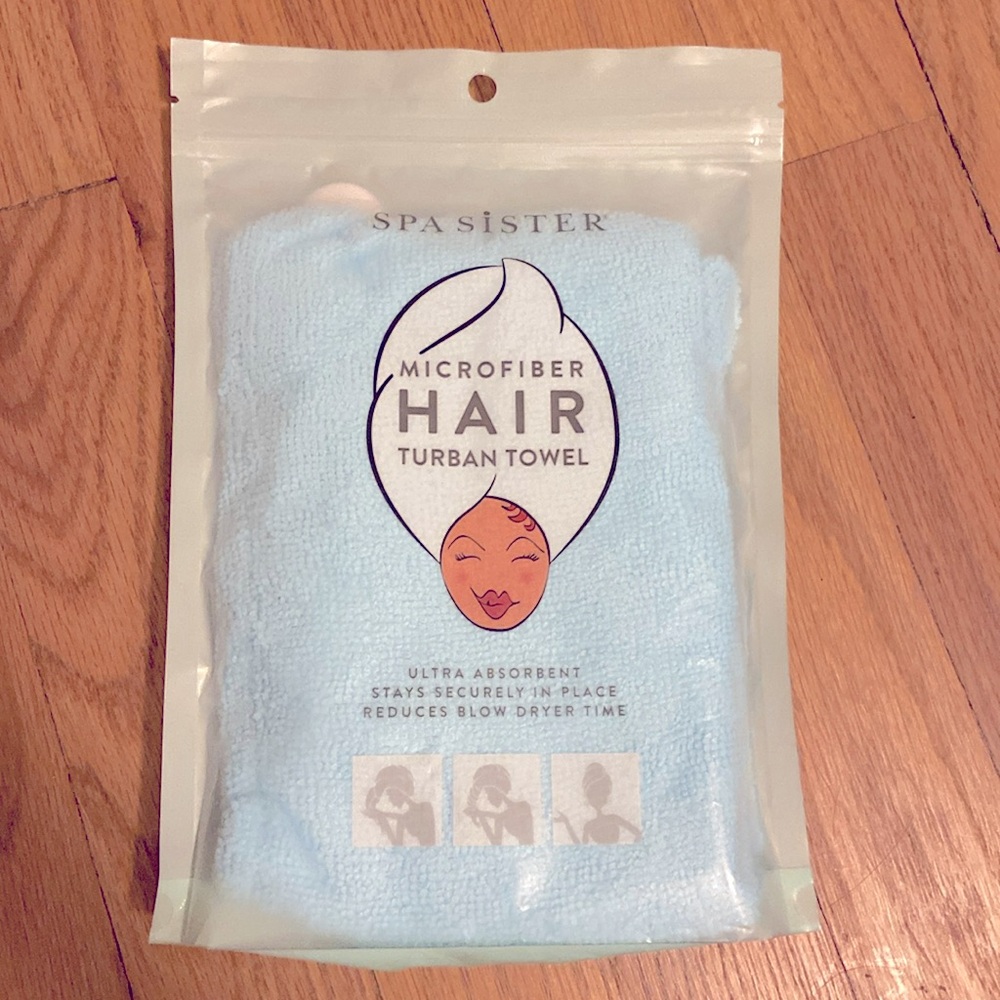 SPA SiSTER®
MICROFIBER
HAIR
TURBAN TOWEL
ULTRA ABSORBENT
STAYS SECURELY IN PLACE
REDUCES BLOW DRYER TIME